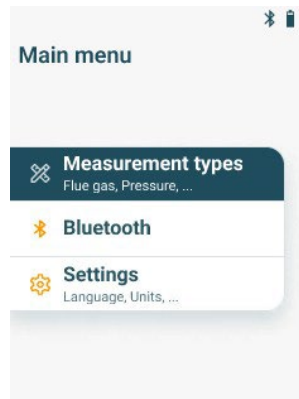 Main menu
Measurement types
Flue gas, Pressure, ...
Bluetooth
Settings
Language, Units, ...